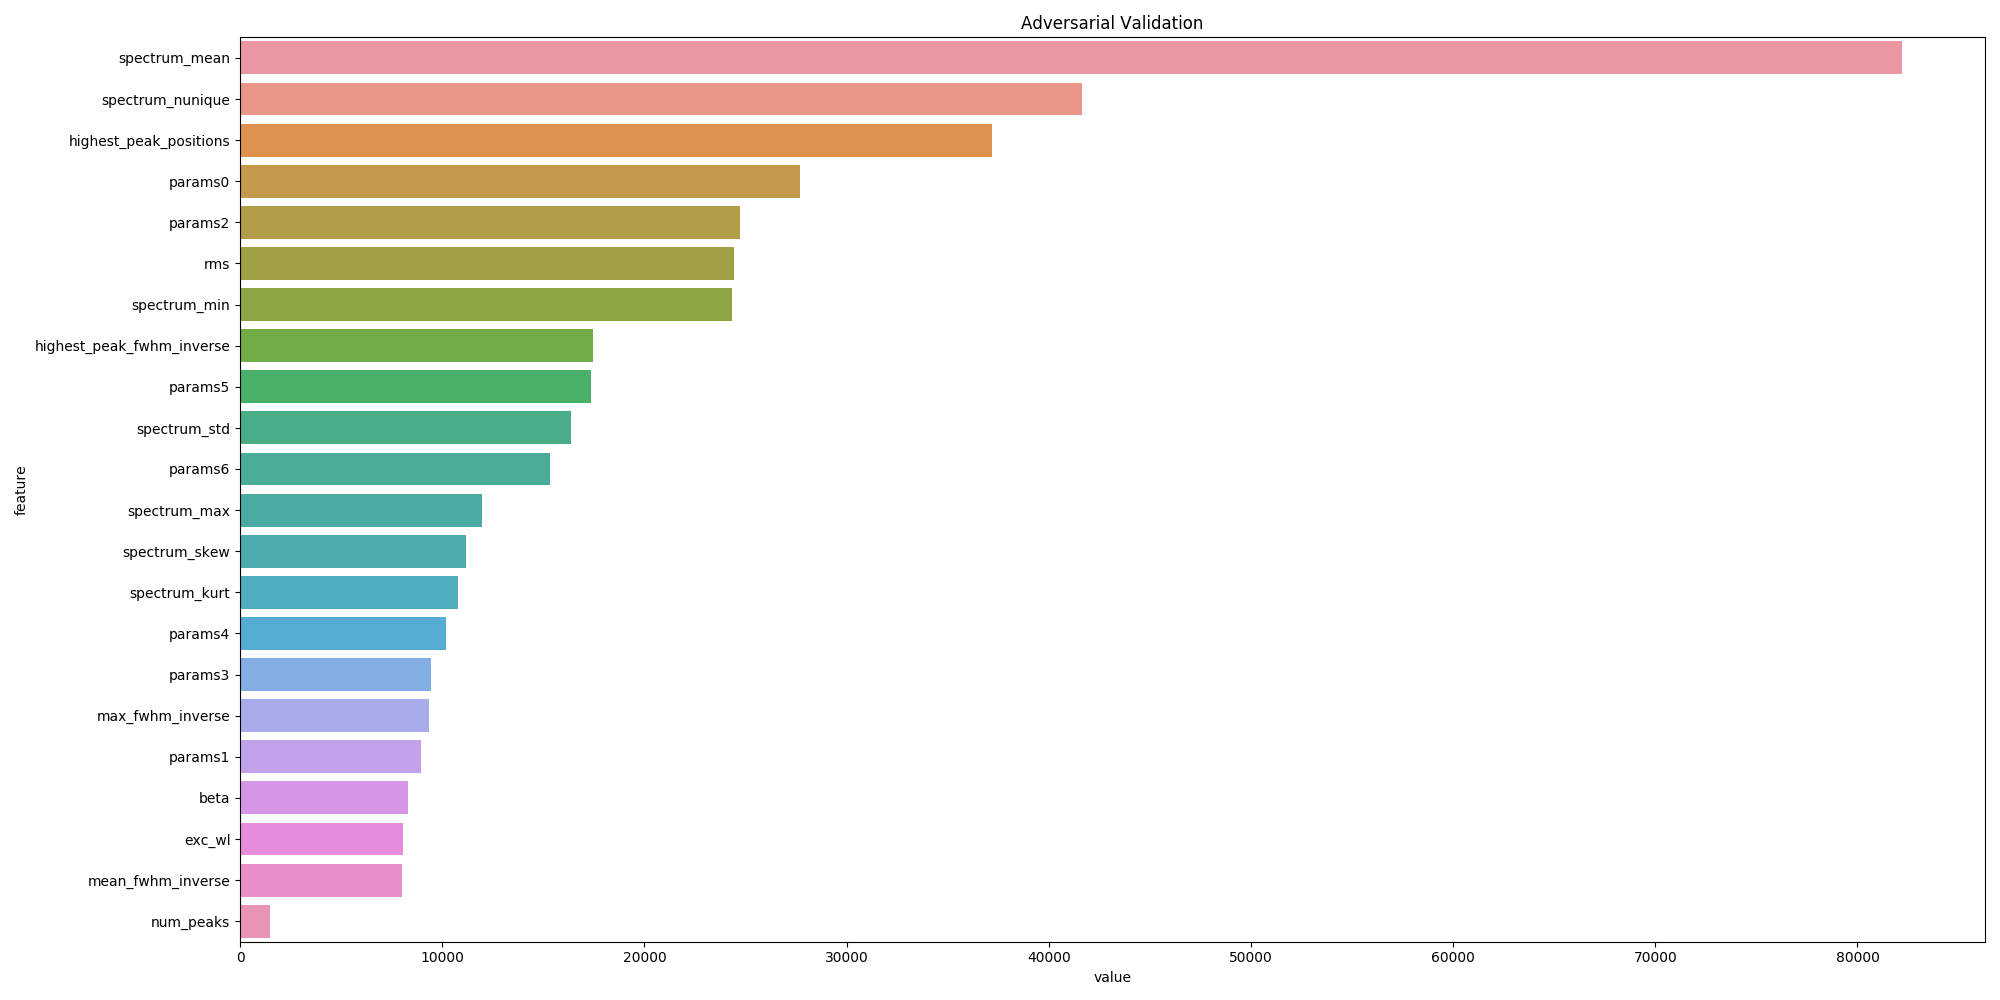 Adversarial Validation
feature
spectrum_mean
spectrum_nunique
highest_peak_positions
params0
params2
rms
spectrum_min
highest_peak_fwhm_inverse
params5
spectrum_std
params6
spectrum_max
spectrum_skew
spectrum_kurt
params4
params3
max_fwhm_inverse
params1
beta
exc_wl
mean_fwhm_inverse
num_peaks
0 10000 20000 30000 40000 50000 60000 70000 80000
value